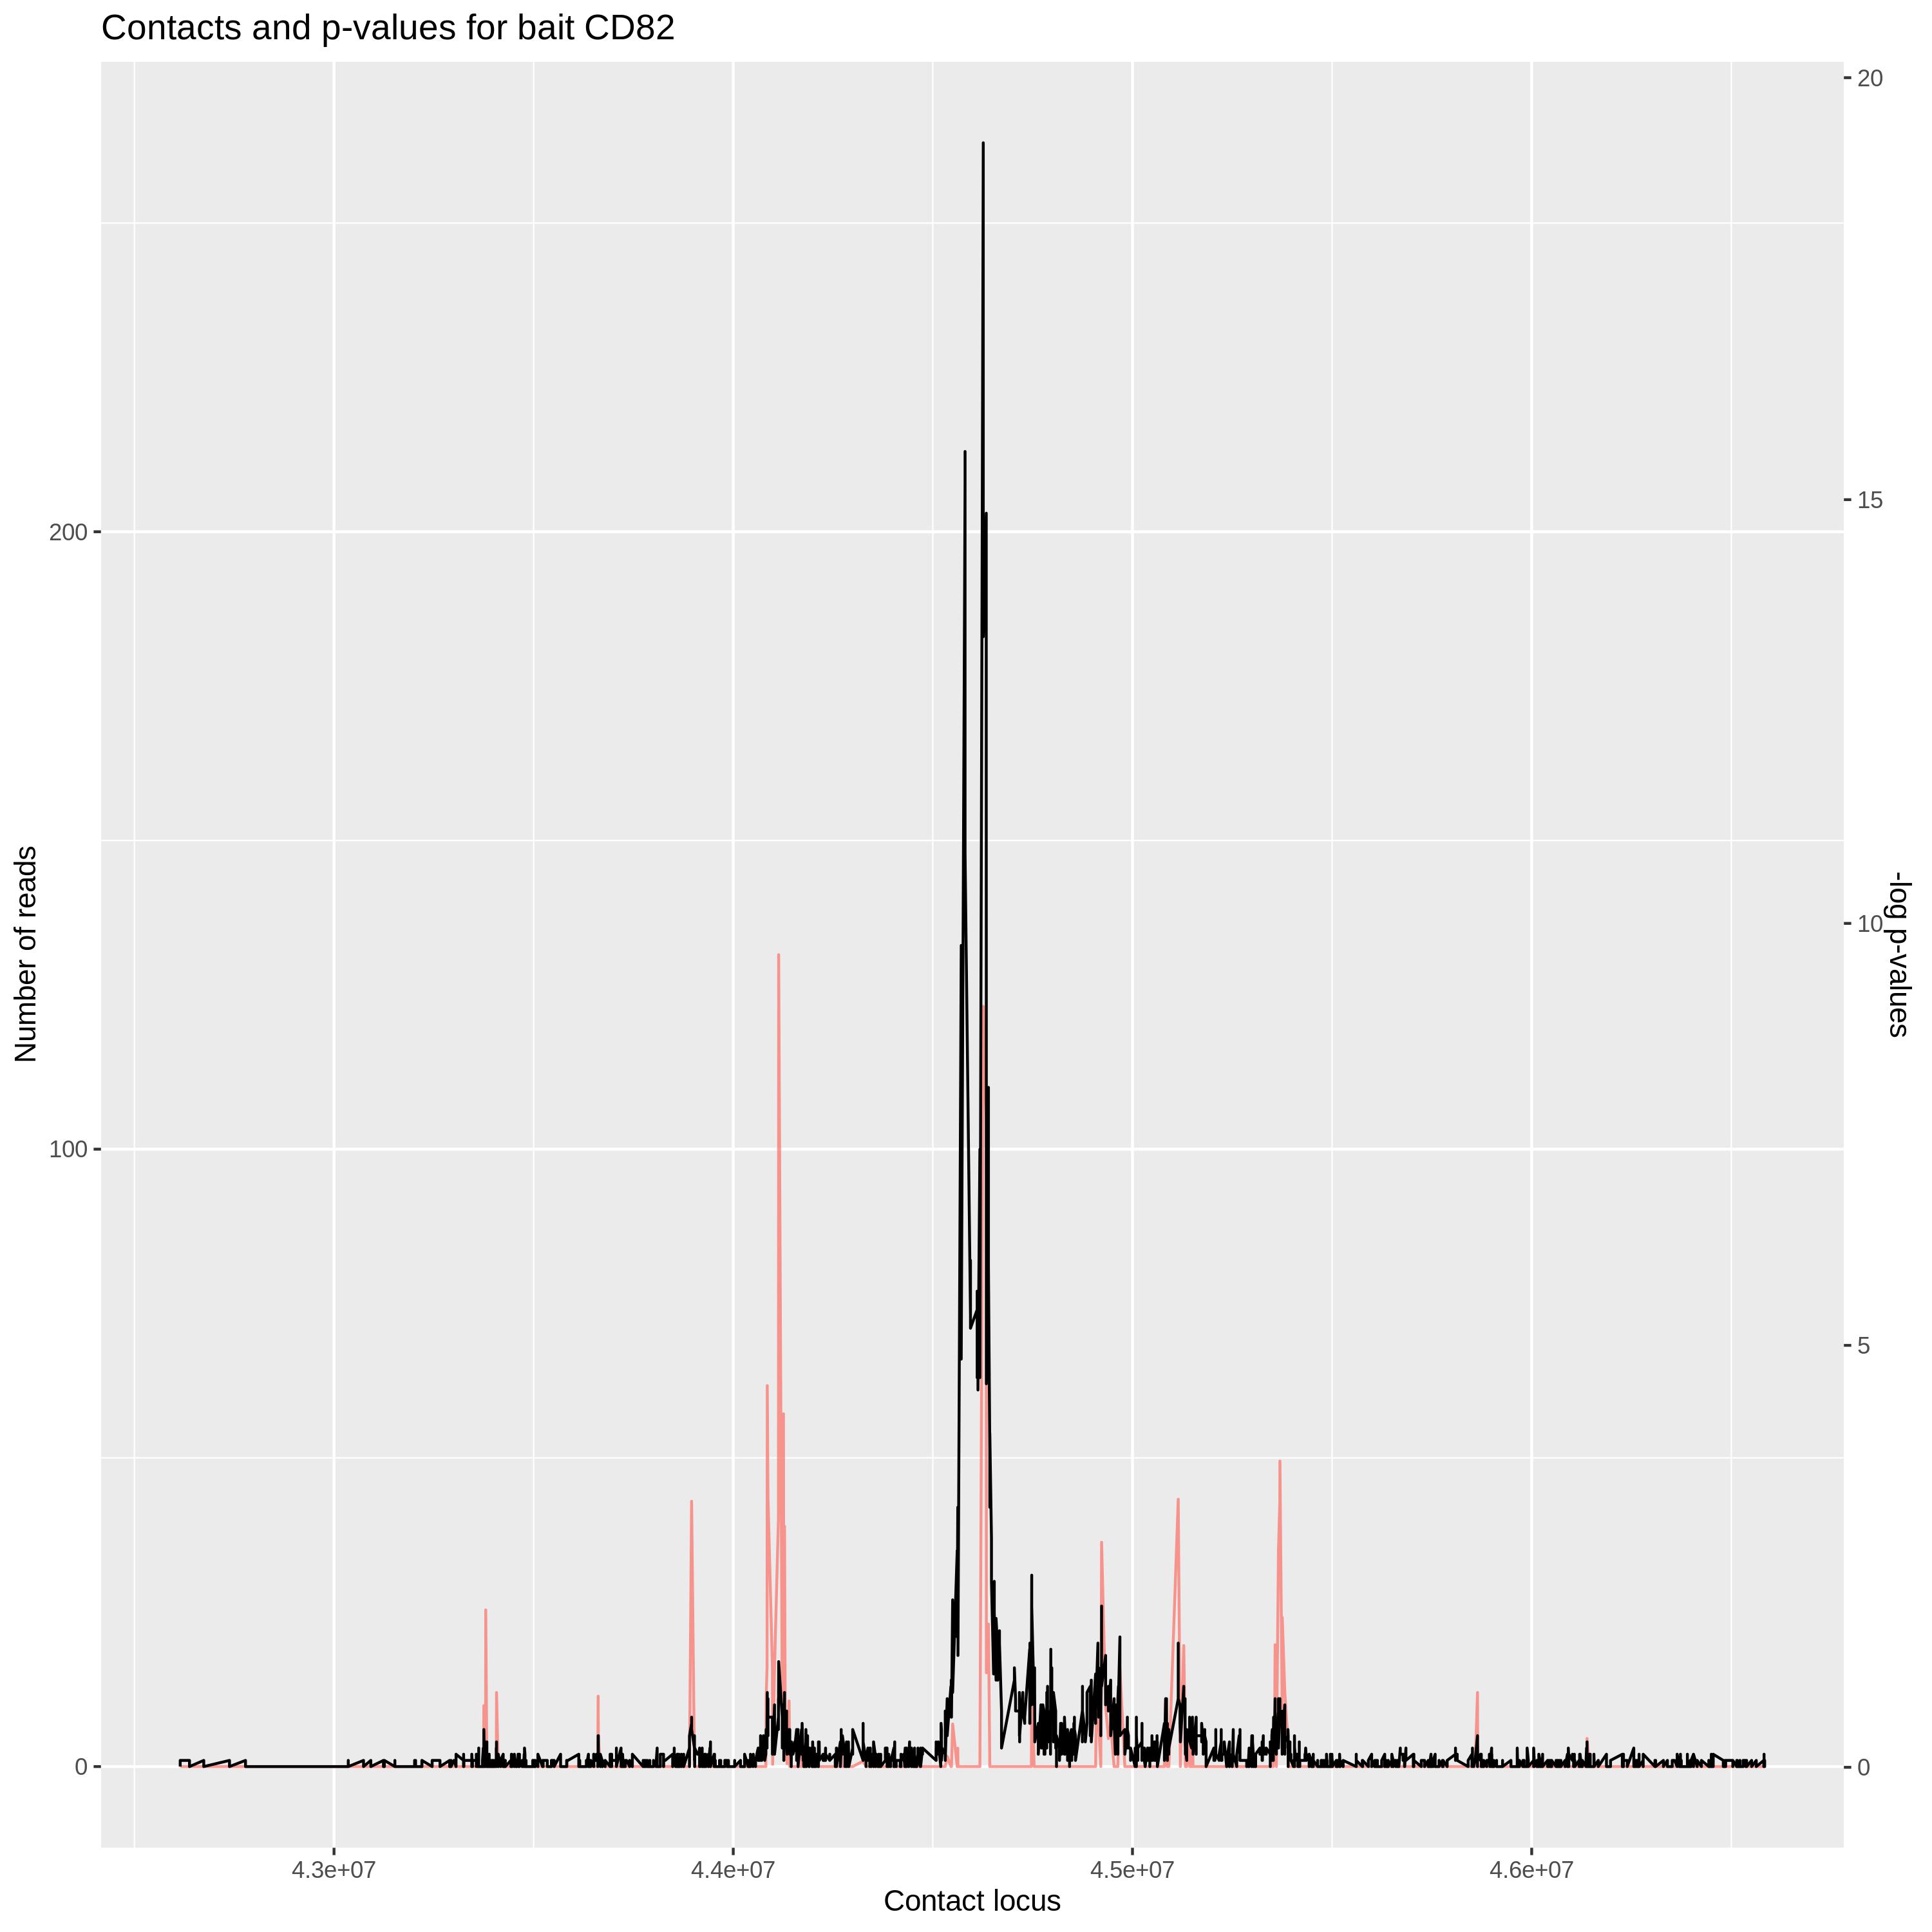 Contacts and p-values for bait CD82
Number of reads
200
100
0
20
15
10
5
0
-log p-values
4.3e+07 4.4e+07 4.5e+07 4.6e+07
Contact locus